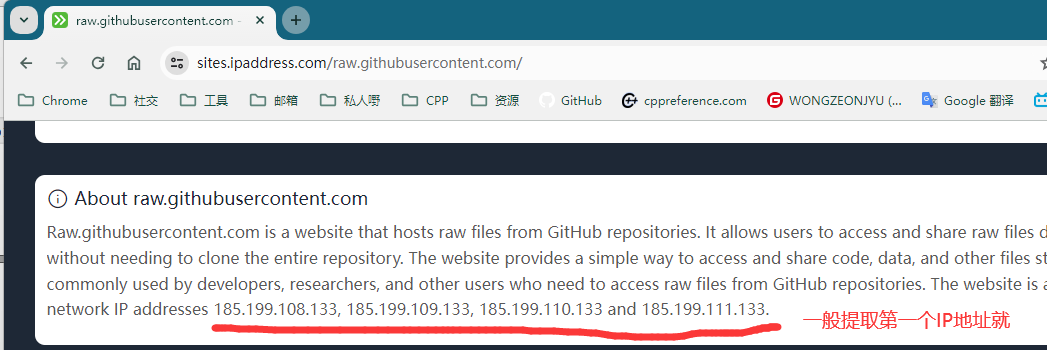 raw.githubusercontent.com -
sites.ipaddress.com/raw.githubusercontent.com/
Chrome 社交 工具 邮箱 私人嘢 CPP 资源 GitHub cppreference.com WONGZEONJYU (... Google 翻译
About raw.githubusercontent.com
Raw.githubusercontent.com is a website that hosts raw files from GitHub repositories. It allows users to access and share raw files d
without needing to clone the entire repository. The website provides a simple way to access and share code, data, and other files st
commonly used by developers, researchers, and other users who need to access raw files from GitHub repositories. The website is a
network IP addresses 185.199.108.133, 185.199.109.133, 185.199.110.133 and 185.199.111.133.
一般提取第一个IP地址就